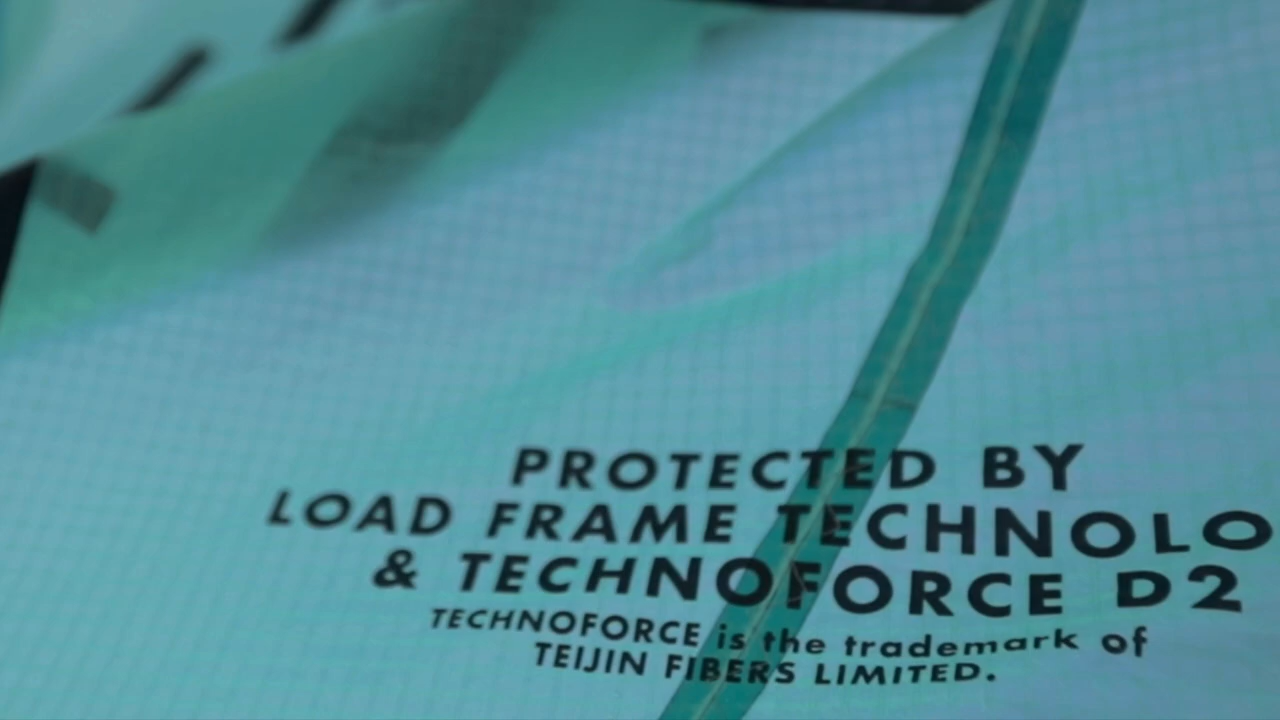 PROTECTED BY
LOAD FRAME TECHNOLO
& TECHNOFORCE D2
TECHNOFORCE is the trademark of
TEIJIN FIBERS LIMITED.